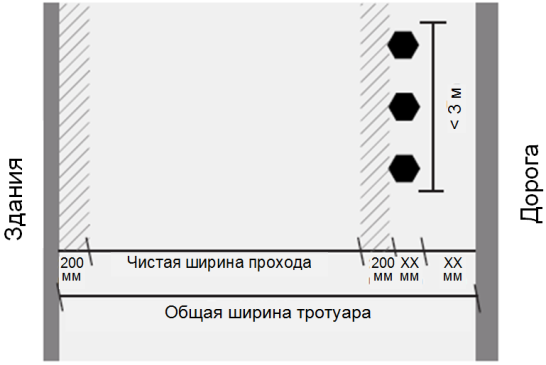 Здания
Дорога
< 3 м
200 мм
Чистая ширина прохода
200 мм
XX мм
XX мм
Общая ширина тротуара